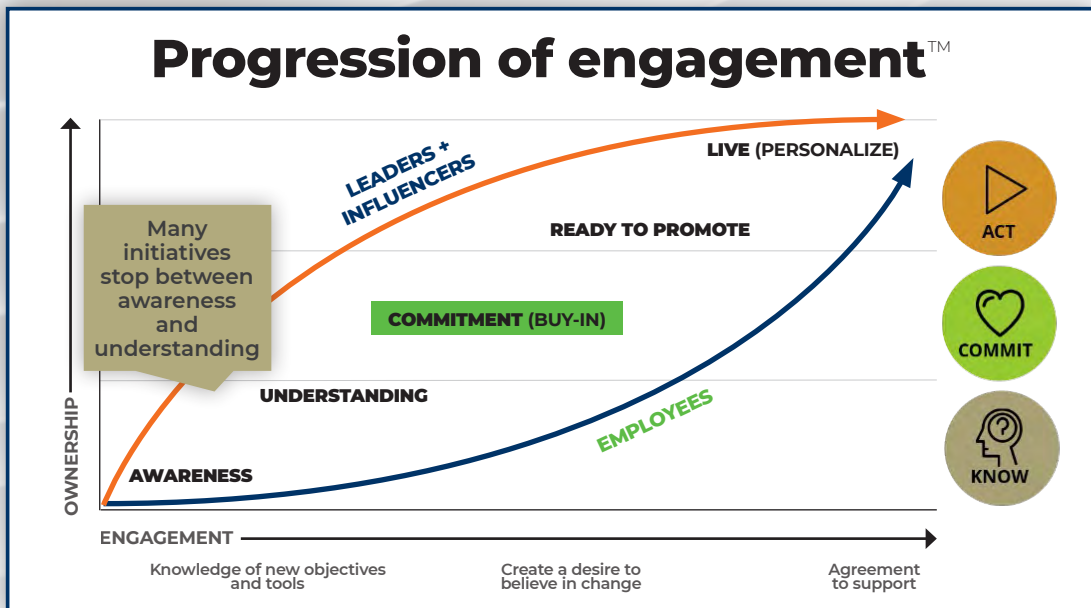 Progression of engagement™
LEADERS +
INFLUENCERS
LIVE (PERSONALIZE)
READY TO PROMOTE
Many
initiatives
stop between
awareness
and
understanding
COMMITMENT (BUY-IN)
UNDERSTANDING
EMPLOYEES
AWARENESS
OWNERSHIP
ACT
COMMIT
?
KNOW
ENGAGEMENT
Knowledge of new objectives
and tools
Create a desire to
believe in change
Agreement
to support